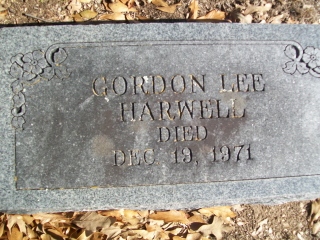 GORDON LEE
HARWELL
DIED
DEC 19, 1971